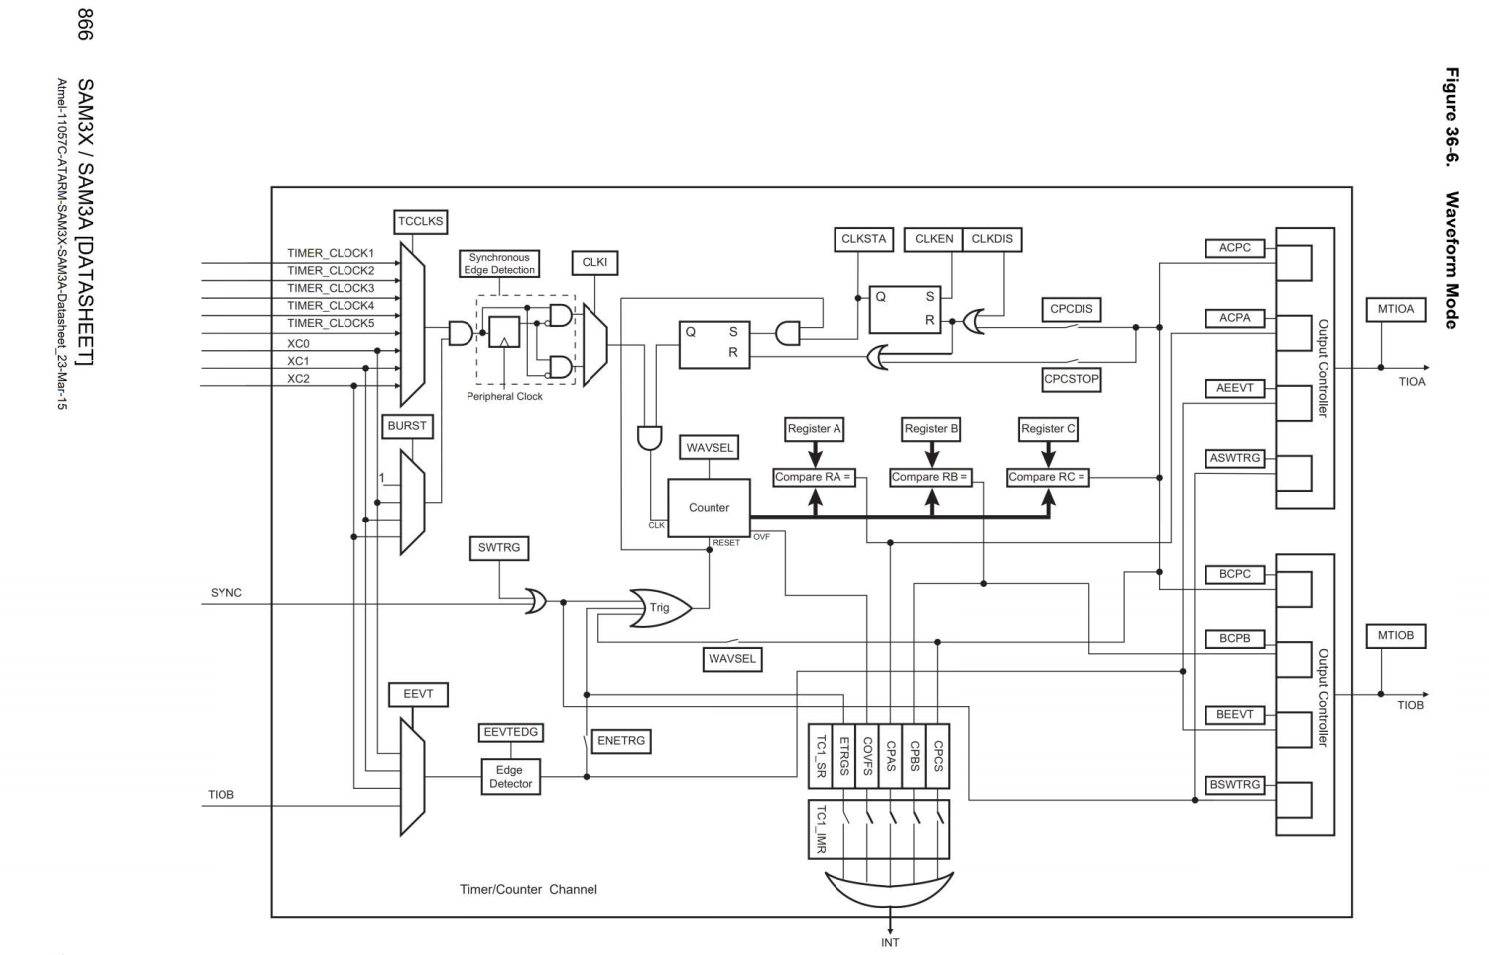 866
SAM3X / SAM3A [DATASHEET]
Atmel-11057C-ATARM-SAM3X-SAM3A-Datasheet_23-Mar-15
Figure 36-6. Waveform Mode
TCCLKS
TIMER_CLOCK1
TIMER_CLOCK2
TIMER_CLOCK3
TIMER_CLOCK4
TIMER_CLOCK5
XC0
XC1
XC2
Synchronous
Edge Detection
CLKI
Peripheral Clock
BURST
1
CLKSTA
CLKEN
CLKDIS
Q
S
R
Q
S
R
CPCDIS
CPCSTOP
Register A
Register B
Register C
Compare RA =
Compare RB =
Compare RC =
WAVSEL
Counter
CLK
RESET
OVF
SWTRG
SYNC
Trig
WAVSEL
EEVT
EEVTEDG
Edge
Detector
ENETRG
TIOB
TC1_SR
ETRGS
COVFS
CPAS
CPBS
CPCS
TC1_IMR
INT
Timer/Counter Channel
ACPC
ACPA
AEEVT
ASWTRG
Output Controller
MTIOA
TIOA
BCPC
BCPB
BEEVT
BSWTRG
Output Controller
MTIOB
TIOB